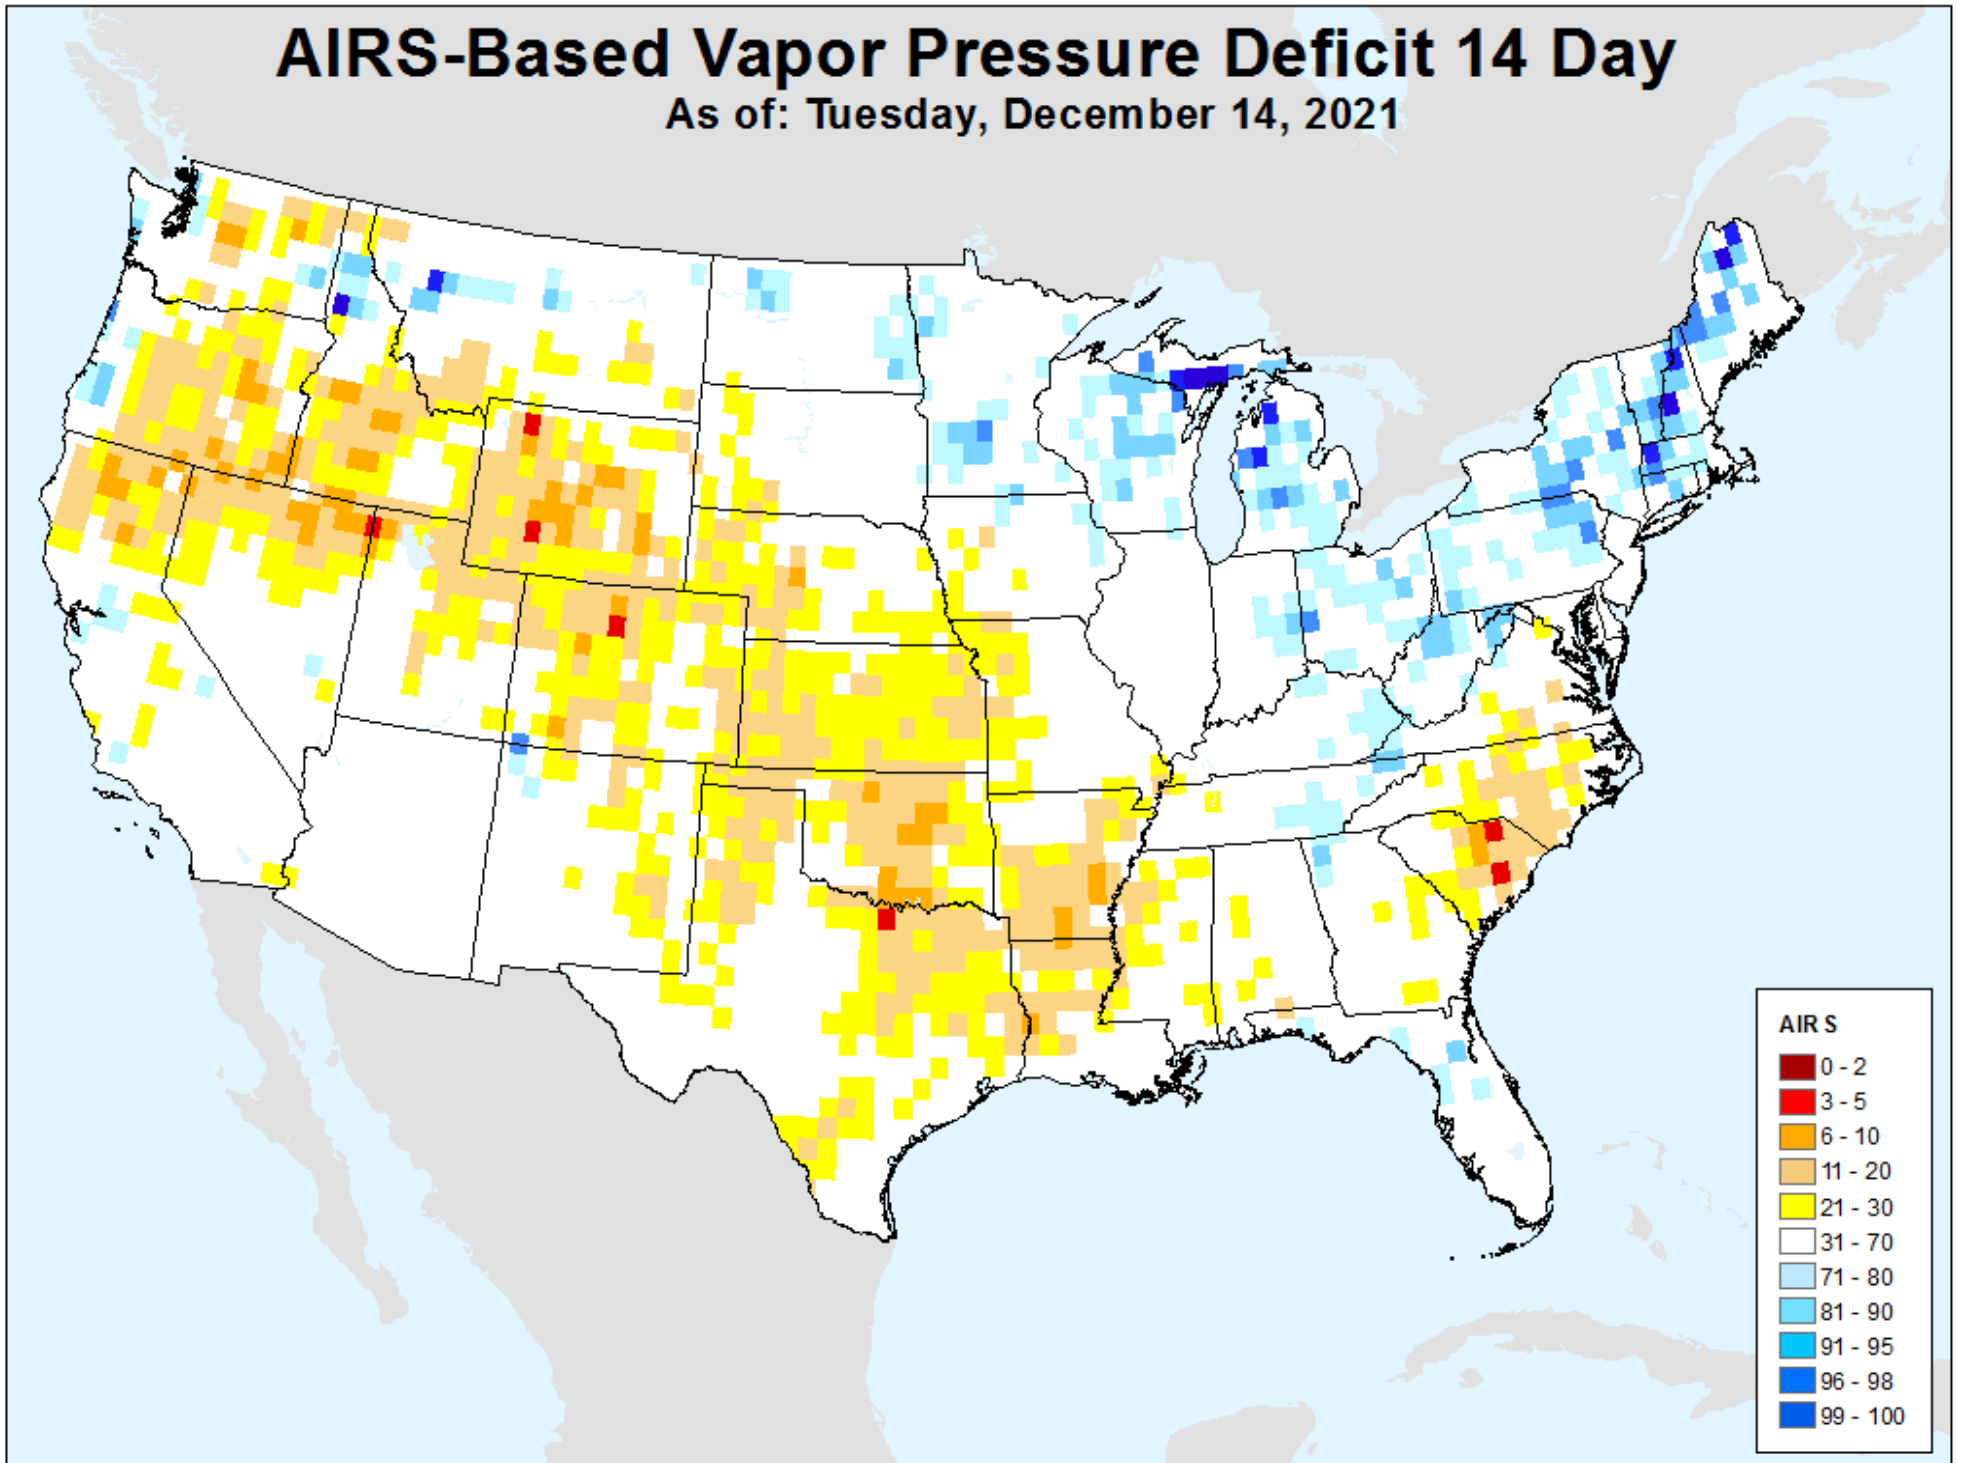 AIRS-Based Vapor Pressure Deficit 14 Day
As of: Tuesday, December 14, 2021
AIRS
0 - 2
3 - 5
6 - 10
11 - 20
21 - 30
31 - 70
71 - 80
81 - 90
91 - 95
96 - 98
99 - 100